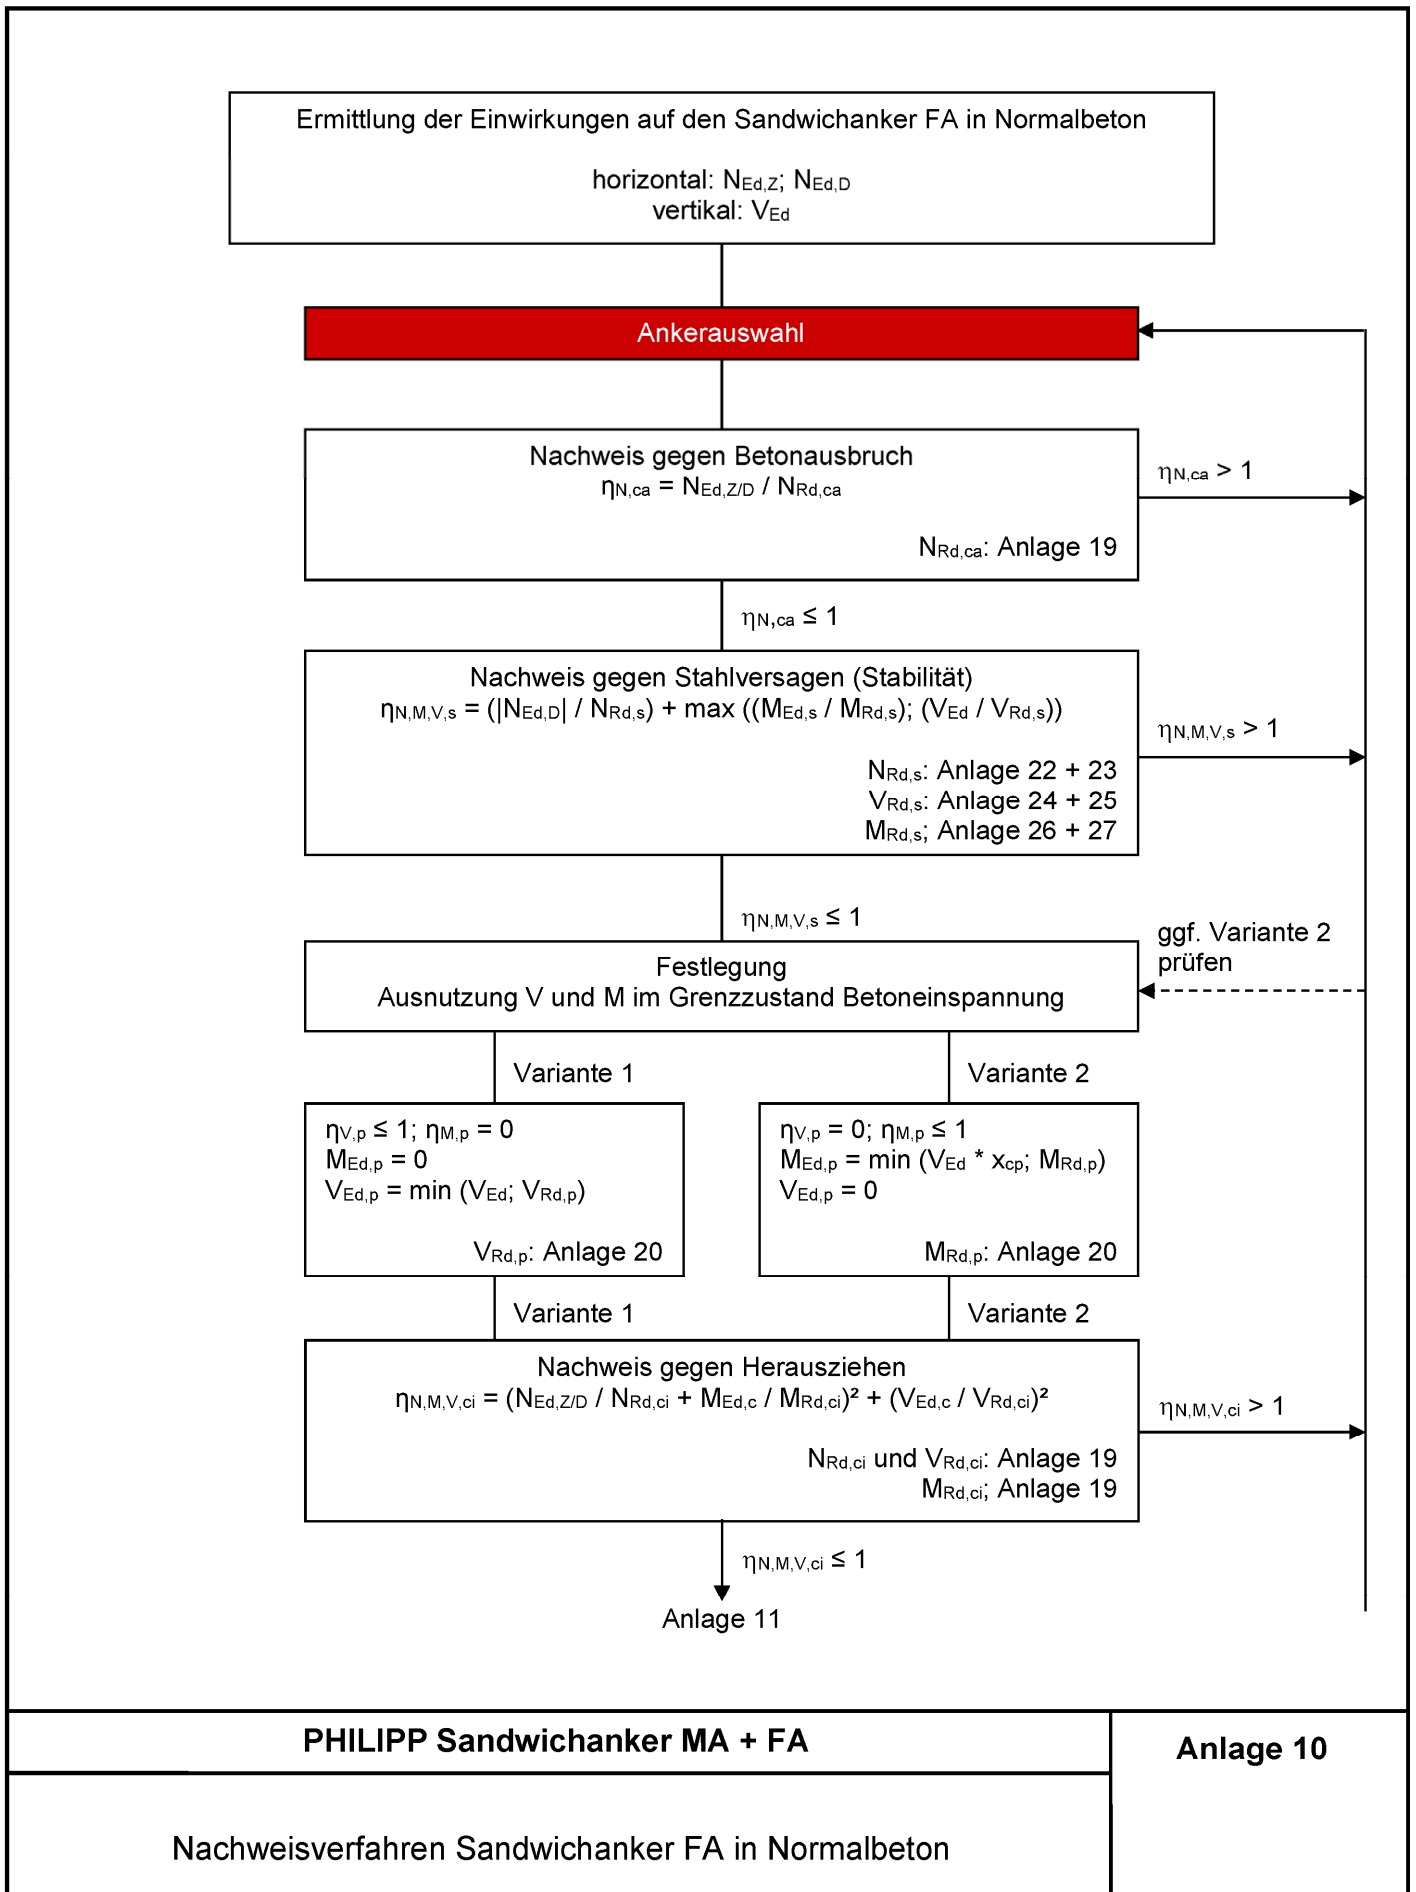 Ermittlung der Einwirkungen auf den Sandwichanker FA in Normalbeton
horizontal: NEd,Z; NEd,D
vertikal: VEd
Ankerauswahl
Nachweis gegen Betonausbruch
ηN,ca = NEd,Z/D / NRd,ca
NRd,ca: Anlage 19
ηN,ca > 1
ηN,ca ≤ 1
Nachweis gegen Stahlversagen (Stabilität)
ηN,M,V,s = (|NEd,D| / NRd,s) + max ((MEd,s / MRd,s); (VEd / VRd,s))
NRd,s: Anlage 22 + 23
VRd,s: Anlage 24 + 25
MRd,s; Anlage 26 + 27
ηN,M,V,s > 1
ηN,M,V,s ≤ 1
ggf. Variante 2
prüfen
Festlegung
Ausnutzung V und M im Grenzzustand Betoneinspannung
Variante 1
Variante 2
ηV,p ≤ 1; ηM,p = 0
MEd,p = 0
VEd,p = min (VEd; VRd,p)
VRd,p: Anlage 20
ηV,p = 0; ηM,p ≤ 1
MEd,p = min (VEd * xcp; MRd,p)
VEd,p = 0
MRd,p: Anlage 20
Variante 1
Variante 2
Nachweis gegen Herausziehen
ηN,M,V,ci = (NEd,Z/D / NRd,ci + MEd,c / MRd,ci)² + (VEd,c / VRd,ci)²
NRd,ci und VRd,ci: Anlage 19
MRd,ci; Anlage 19
ηN,M,V,ci > 1
ηN,M,V,ci ≤ 1
Anlage 11
PHILIPP Sandwichanker MA + FA
Anlage 10
Nachweisverfahren Sandwichanker FA in Normalbeton